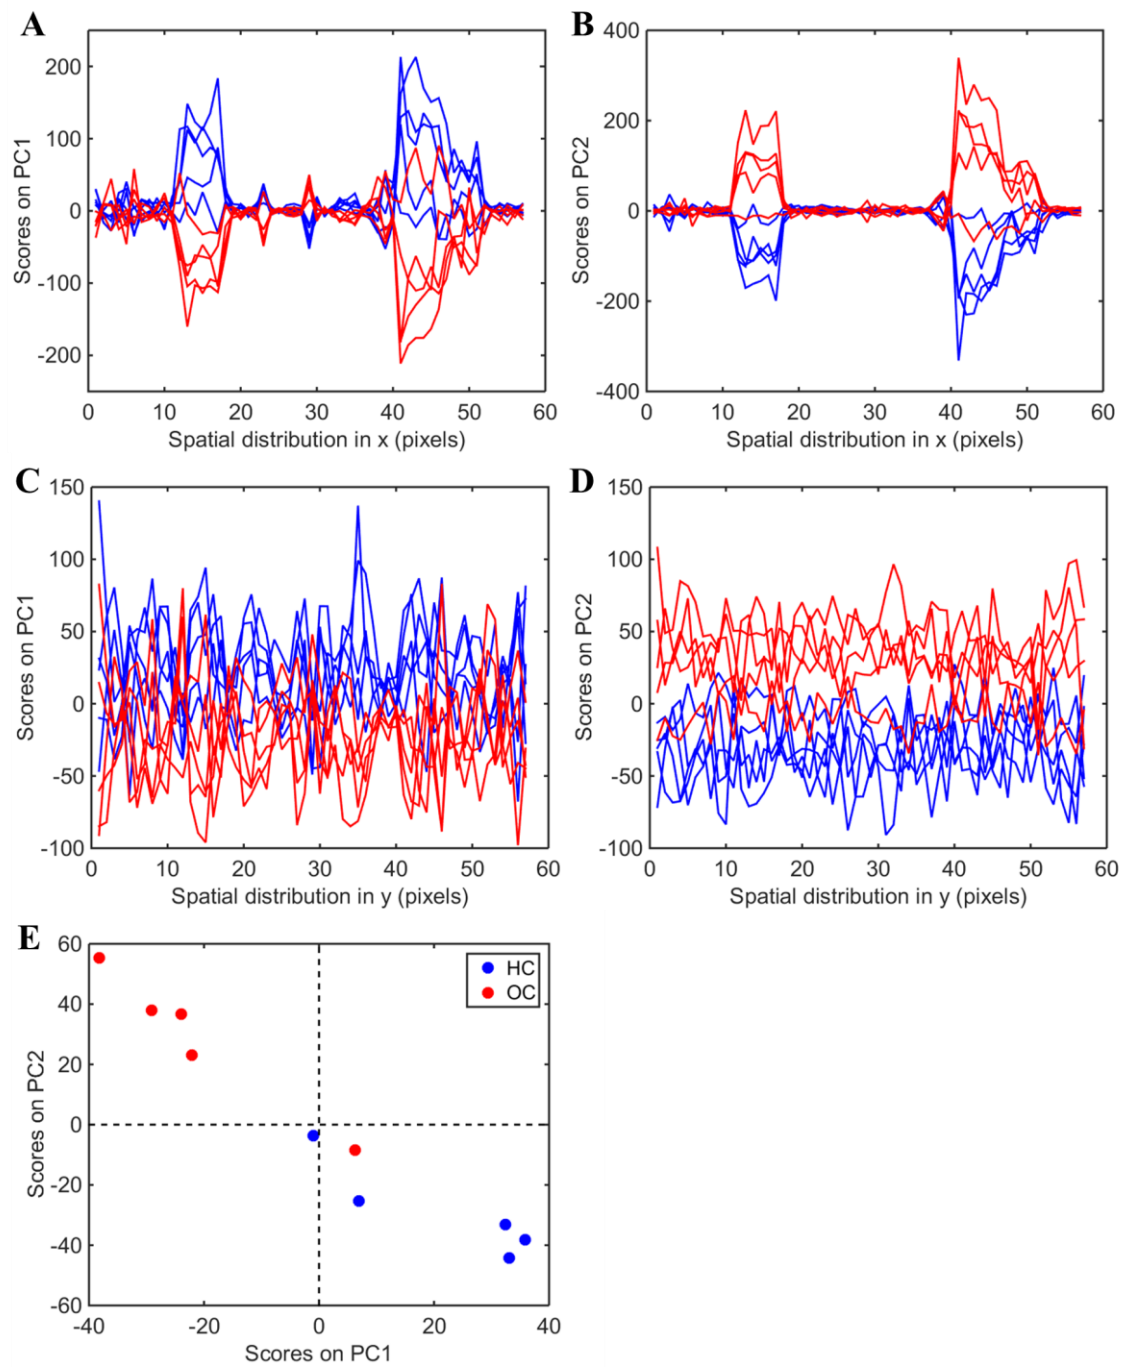 A
200
100
0
-100
-200
Scores on PC1
0 10 20 30 40 50 60
Spatial distribution in x (pixels)
B
400
200
0
-200
-400
Scores on PC2
0 10 20 30 40 50 60
Spatial distribution in x (pixels)
C
150
100
50
0
-50
-100
Scores on PC1
0 10 20 30 40 50 60
Spatial distribution in y (pixels)
D
150
100
50
0
-50
-100
Scores on PC2
0 10 20 30 40 50 60
Spatial distribution in y (pixels)
E
60
40
20
0
-20
-40
-60
Scores on PC2
HC
OC
-40 -20 0 20 40
Scores on PC1